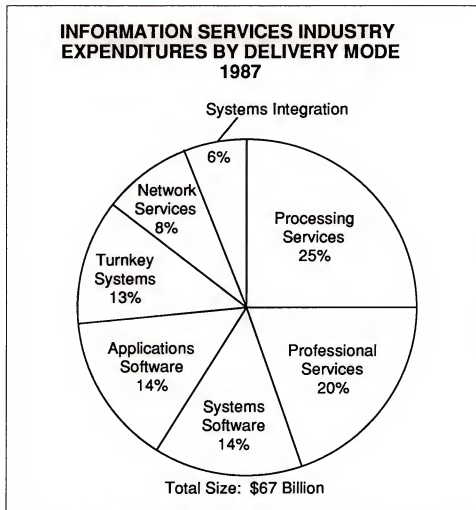 INFORMATION SERVICES INDUSTRY
EXPENDITURES BY DELIVERY MODE
1987
Systems Integration
6%
Processing
Services
25%
Professional
Services
20%
Systems
Software
14%
Applications
Software
14%
Turnkey
Systems
13%
Network
Services
8%
Total Size: $67 Billion